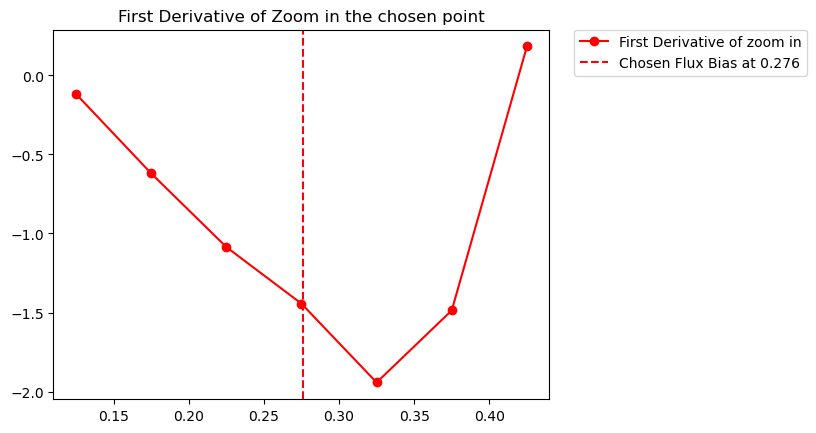 First Derivative of Zoom in the chosen point
First Derivative of zoom in
Chosen Flux Bias at 0.276
0.0
−0.5
−1.0
−1.5
−2.0
0.15 0.20 0.25 0.30 0.35 0.40